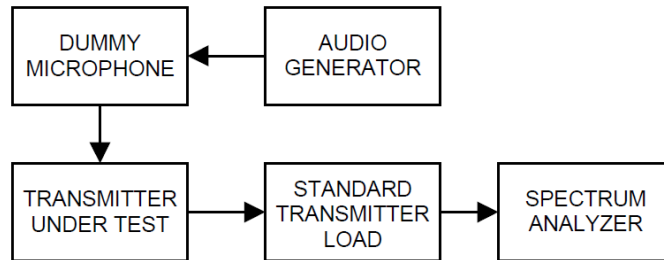 DUMMY
MICROPHONE
AUDIO
GENERATOR
TRANSMITTER
UNDER TEST
STANDARD
TRANSMITTER
LOAD
SPECTRUM
ANALYZER